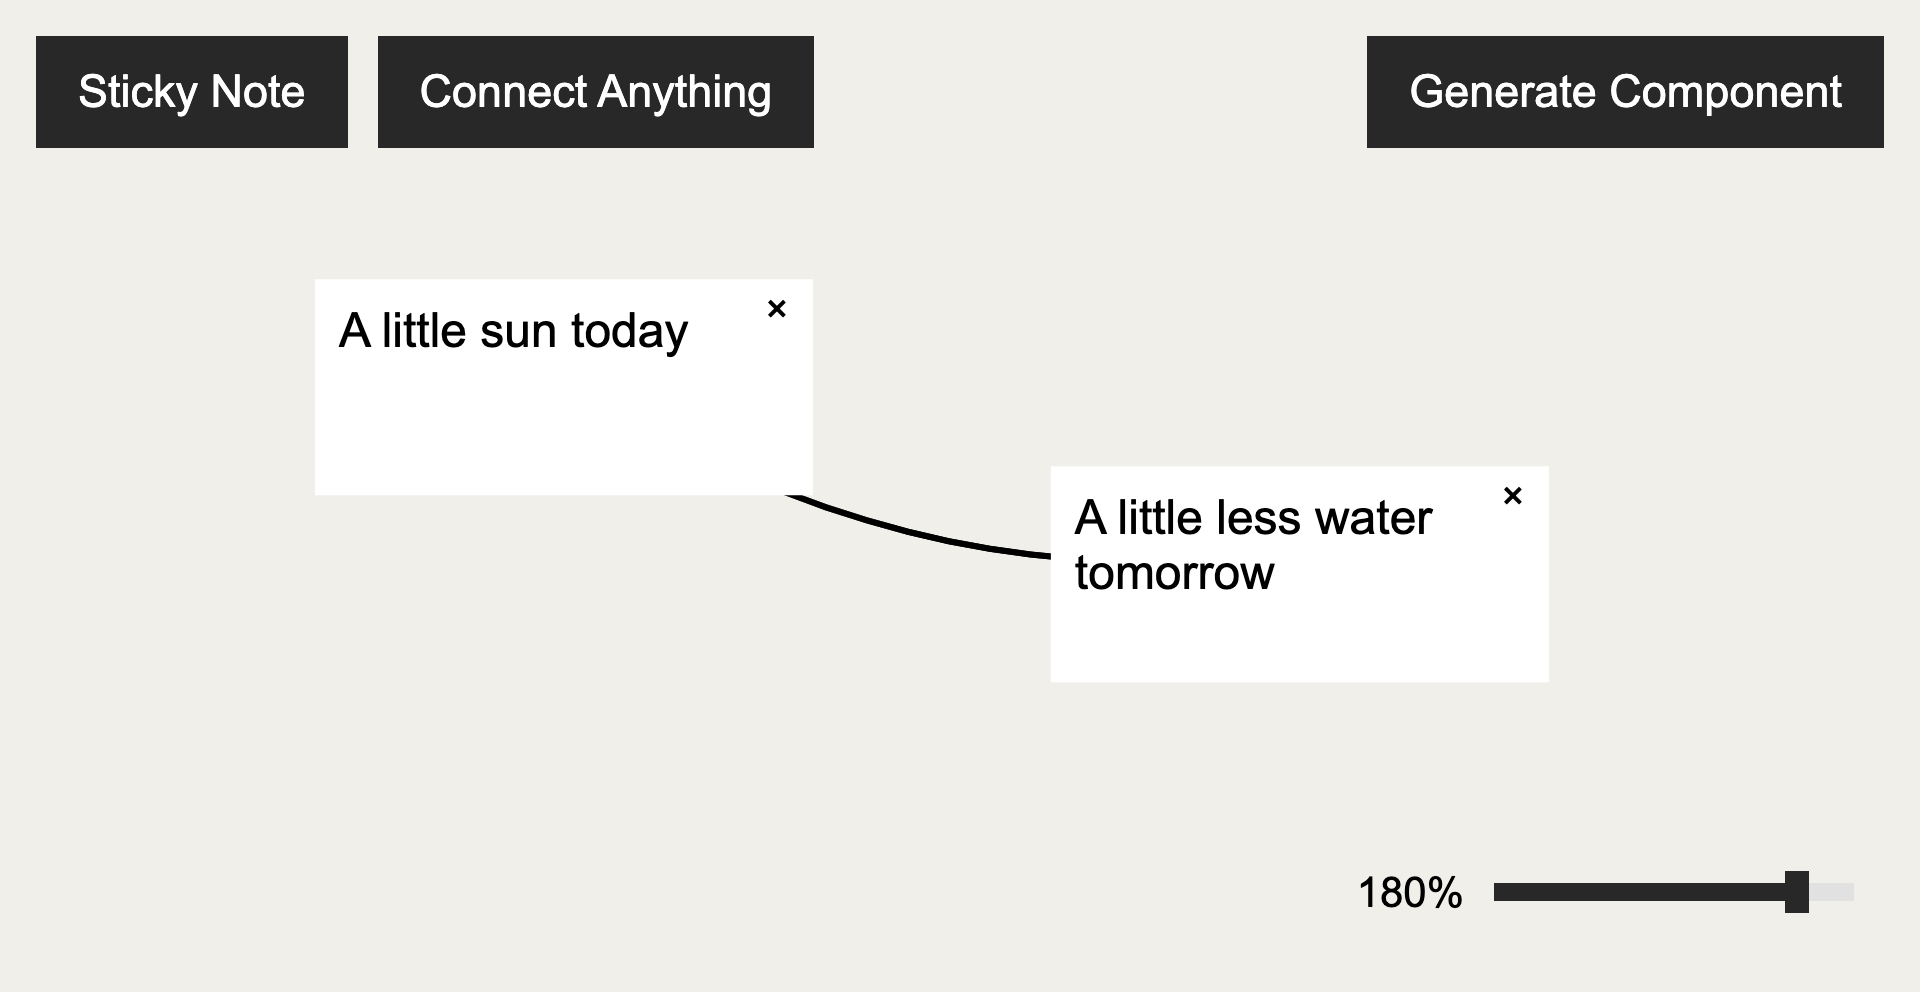 Sticky Note
Connect Anything
Generate Component
A little sun today
×
A little less water
tomorrow
×
180%